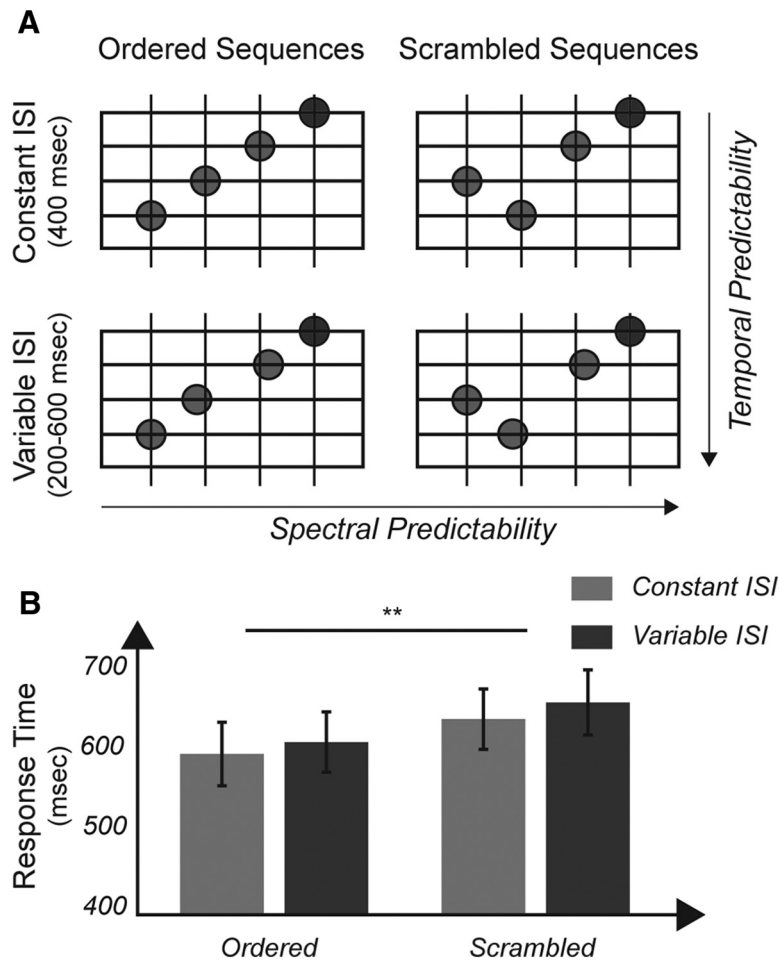 A
Ordered Sequences
Scrambled Sequences
Constant ISI
(400 msec)
Temporal Predictability
Variable ISI
(200-600 msec)
Spectral Predictability
B
Constant ISI
Variable ISI
**
Response Time
(msec)
700
600
500
400
Ordered
Scrambled